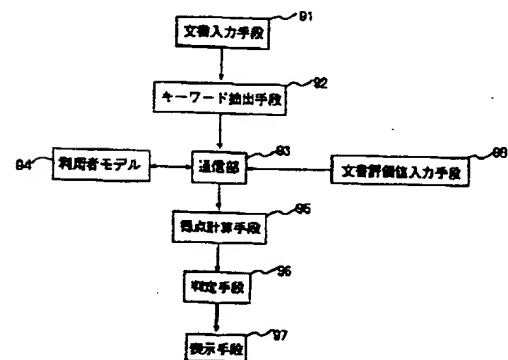 91
文書入力手段
92
キーワード抽出手段
93
94
利用者モデル
通信部
98
文書評価値入力手段
95
得点計算手段
96
判定手段
97
表示手段